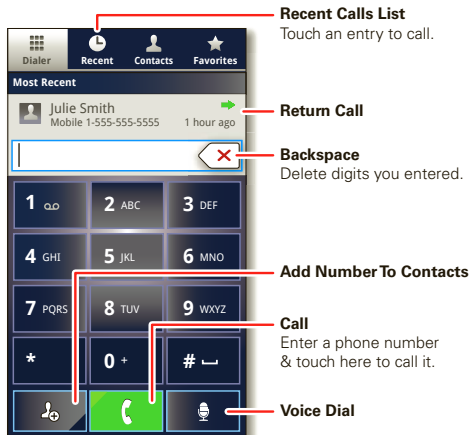 Recent Calls List
Touch an entry to call.
Dialer Recent Contacts Favorites
Most Recent
Julie Smith
Mobile 1-555-555-5555 1 hour ago
Return Call
Backspace
Delete digits you entered.
1
2 ABC
3 DEF
4 GHI
5 JKL
6 MNO
Add Number To Contacts
7 PQRS
8 TUV
9 WXYZ
Call
Enter a phone number
& touch here to call it.
*
0 +
#
Voice Dial